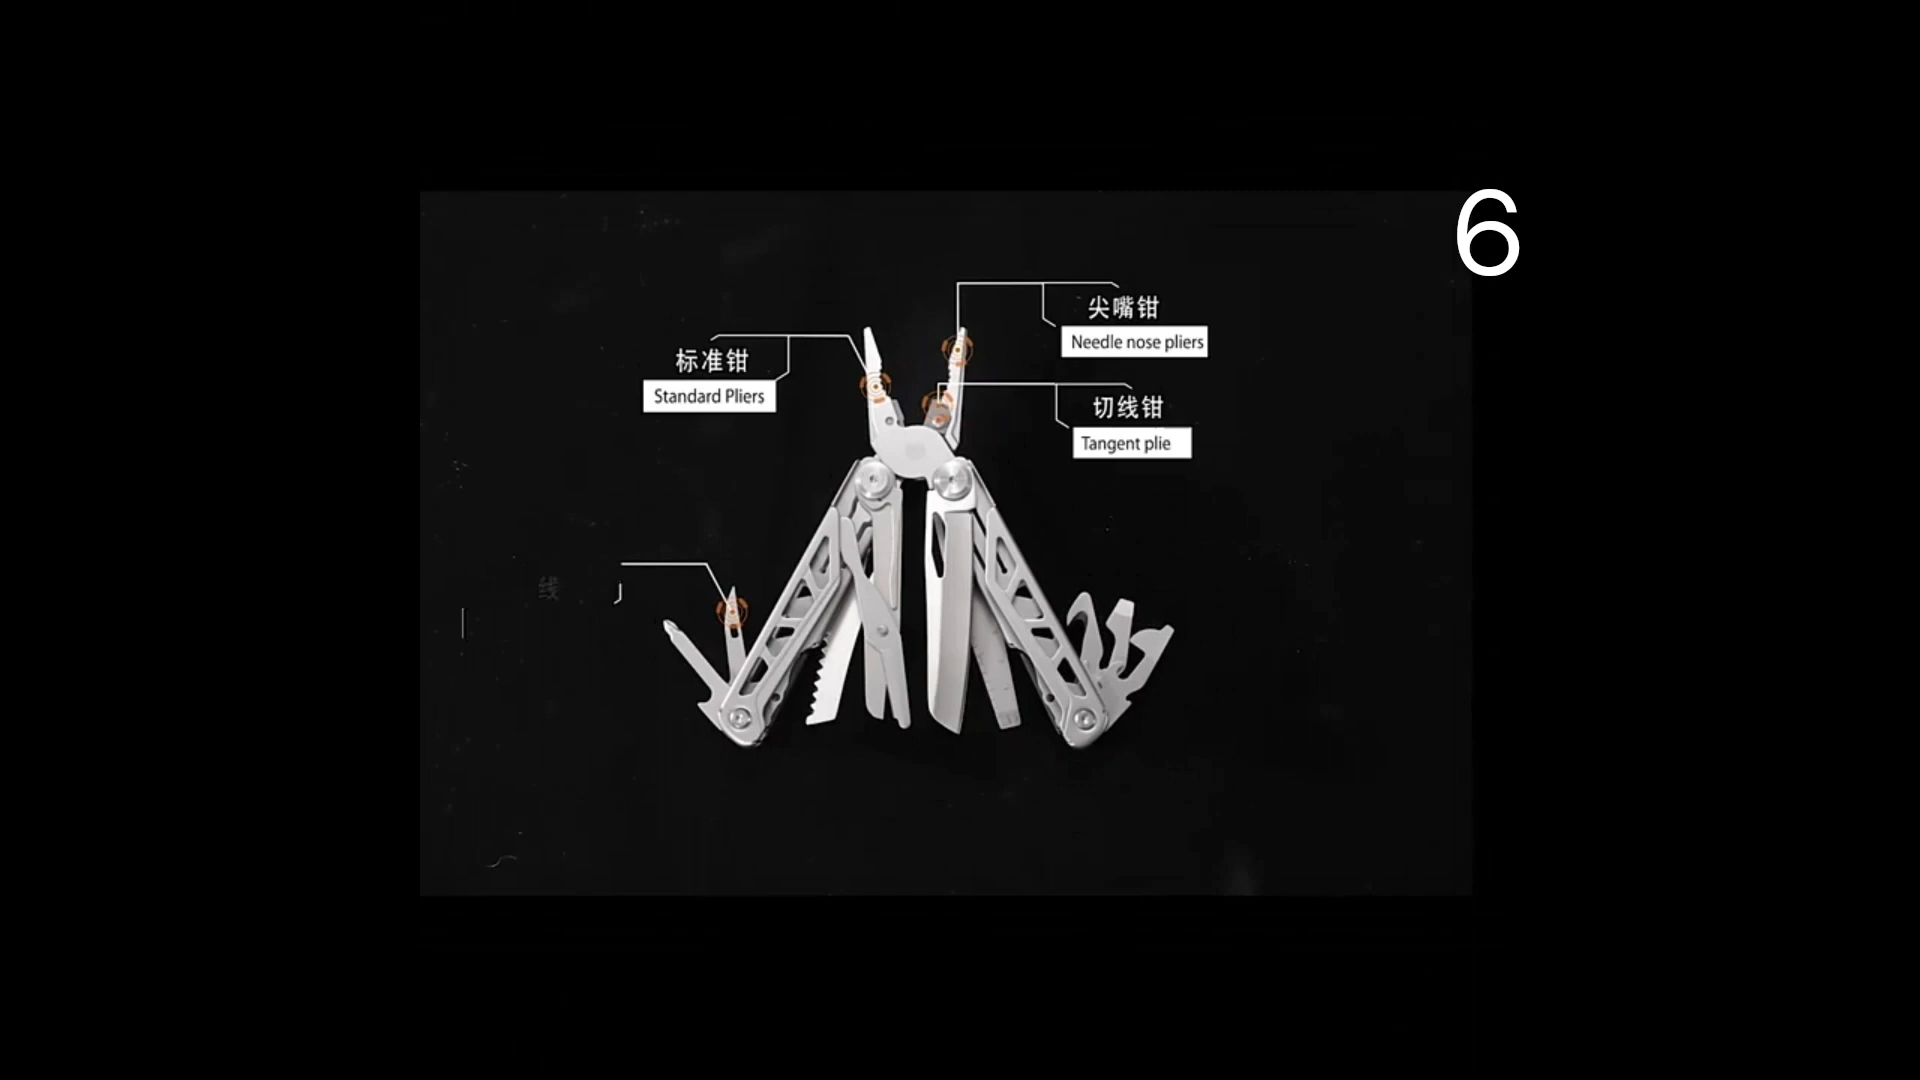 6
尖嘴钳
Needle nose pliers
标准钳
Standard Pliers
切线钳
Tangent plie
线